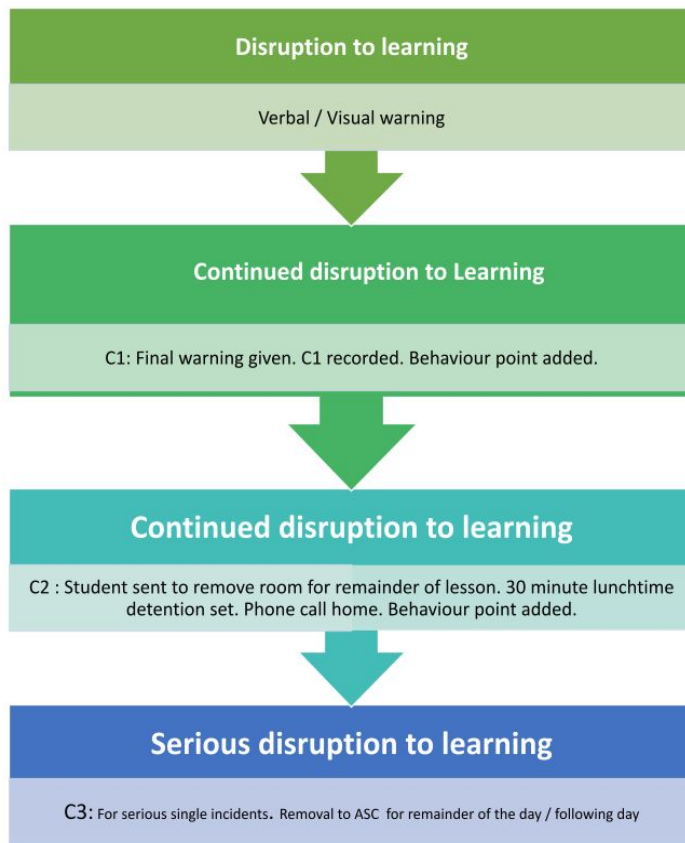 Disruption to learning
Verbal / Visual warning
Continued disruption to Learning
C1: Final warning given. C1 recorded. Behaviour point added.
Continued disruption to learning
C2 : Student sent to remove room for remainder of lesson. 30 minute lunchtime
detention set. Phone call home. Behaviour point added.
Serious disruption to learning
C3: For serious single incidents. Removal to ASC for remainder of the day / following day